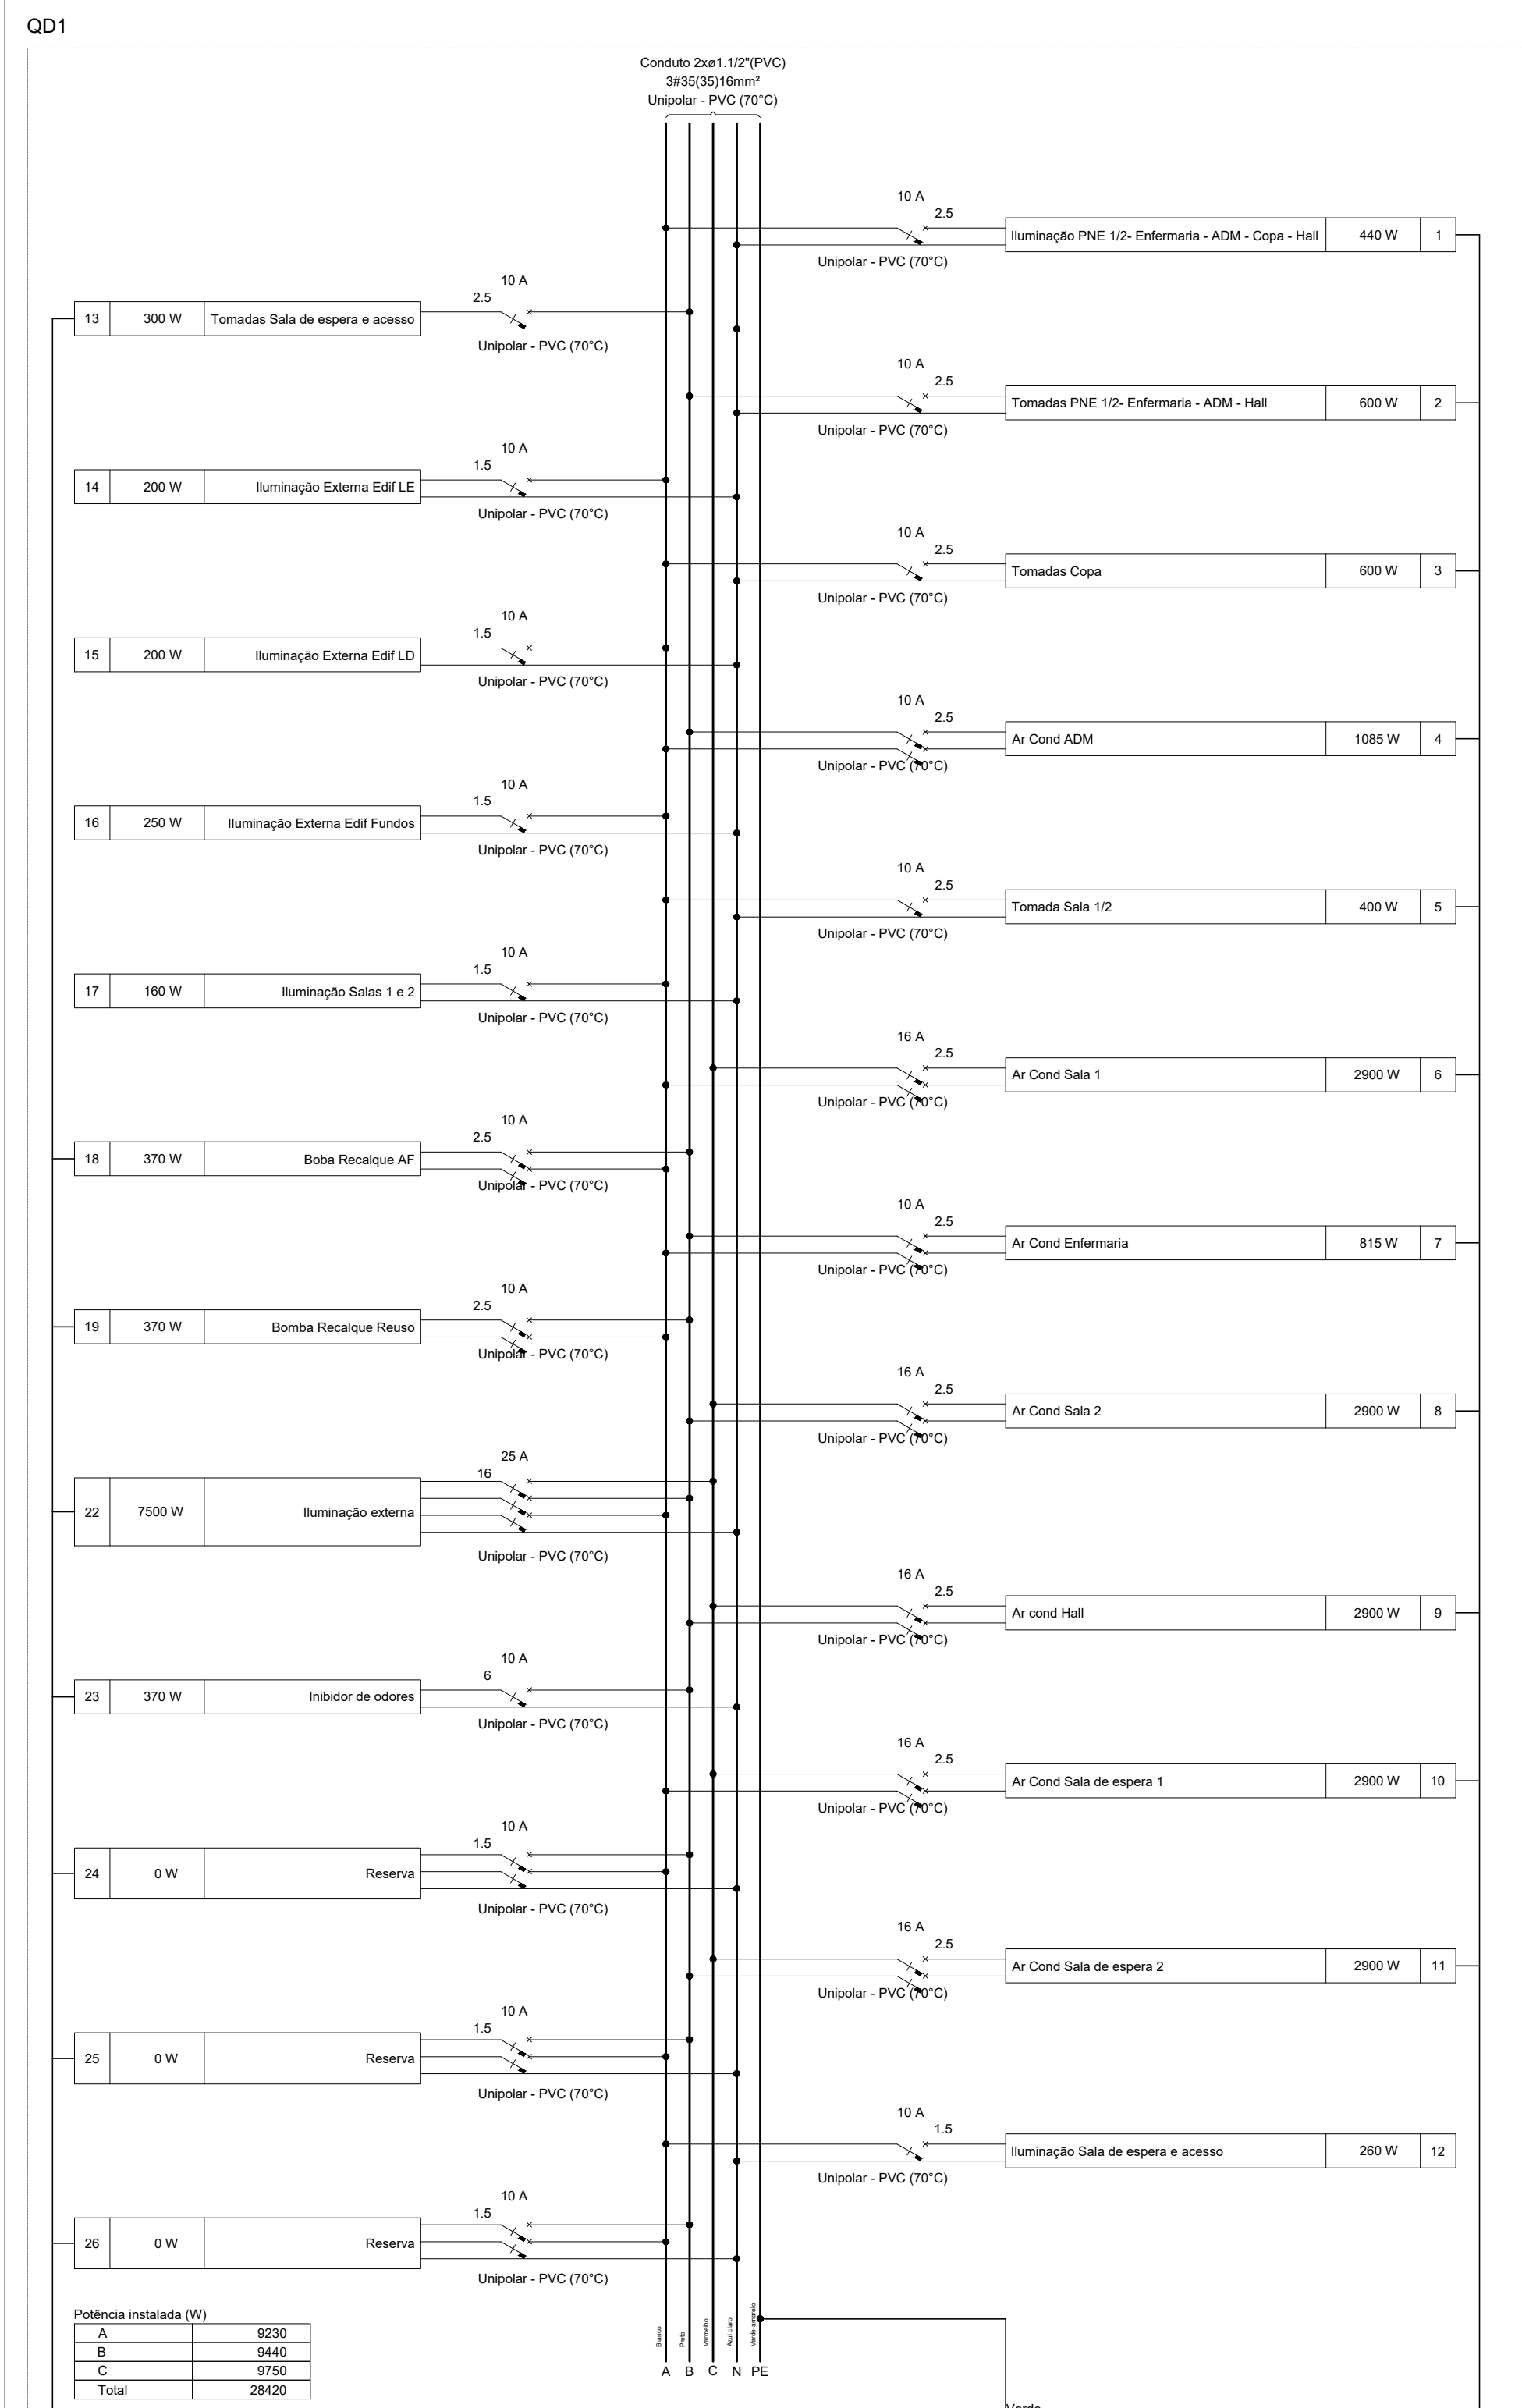 QD1
Conduto 2xø1.1/2"(PVC)
3#35(35)16mm²
Unipolar - PVC (70°C)
10 A
2.5
Iluminação PNE 1/2- Enfermaria - ADM - Copa - Hall 440 W 1
Unipolar - PVC (70°C)
10 A
2.5
13 300 W Tomadas Sala de espera e acesso
Unipolar - PVC (70°C)
10 A
2.5
Tomadas PNE 1/2- Enfermaria - ADM - Hall 600 W 2
Unipolar - PVC (70°C)
10 A
1.5
14 200 W Iluminação Externa Edif LE
Unipolar - PVC (70°C)
10 A
2.5
Tomadas Copa 600 W 3
Unipolar - PVC (70°C)
10 A
1.5
15 200 W Iluminação Externa Edif LD
Unipolar - PVC (70°C)
10 A
2.5
Ar Cond ADM 1085 W 4
Unipolar - PVC (70°C)
10 A
1.5
16 250 W Iluminação Externa Edif Fundos
Unipolar - PVC (70°C)
10 A
2.5
Tomada Sala 1/2 400 W 5
Unipolar - PVC (70°C)
10 A
1.5
17 160 W Iluminação Salas 1 e 2
Unipolar - PVC (70°C)
16 A
2.5
Ar Cond Sala 1 2900 W 6
Unipolar - PVC (70°C)
10 A
2.5
18 370 W Boba Recalque AF
Unipolar - PVC (70°C)
10 A
2.5
Ar Cond Enfermaria 815 W 7
Unipolar - PVC (70°C)
10 A
2.5
19 370 W Bomba Recalque Reuso
Unipolar - PVC (70°C)
16 A
2.5
Ar Cond Sala 2 2900 W 8
Unipolar - PVC (70°C)
25 A
16
22 7500 W Iluminação externa
Unipolar - PVC (70°C)
16 A
2.5
Ar cond Hall 2900 W 9
Unipolar - PVC (70°C)
10 A
6
23 370 W Inibidor de odores
Unipolar - PVC (70°C)
16 A
2.5
Ar Cond Sala de espera 1 2900 W 10
Unipolar - PVC (70°C)
10 A
1.5
24 0 W Reserva
Unipolar - PVC (70°C)
16 A
2.5
Ar Cond Sala de espera 2 2900 W 11
Unipolar - PVC (70°C)
10 A
1.5
25 0 W Reserva
Unipolar - PVC (70°C)
10 A
1.5
Iluminação Sala de espera e acesso 260 W 12
Unipolar - PVC (70°C)
10 A
1.5
26 0 W Reserva
Unipolar - PVC (70°C)
Potência instalada (W)
A 9230
B 9440
C 9750
Total 28420
Branco
Preto
Vermelho
Azul claro
Verde-amarelo
A B C N PE
Verde